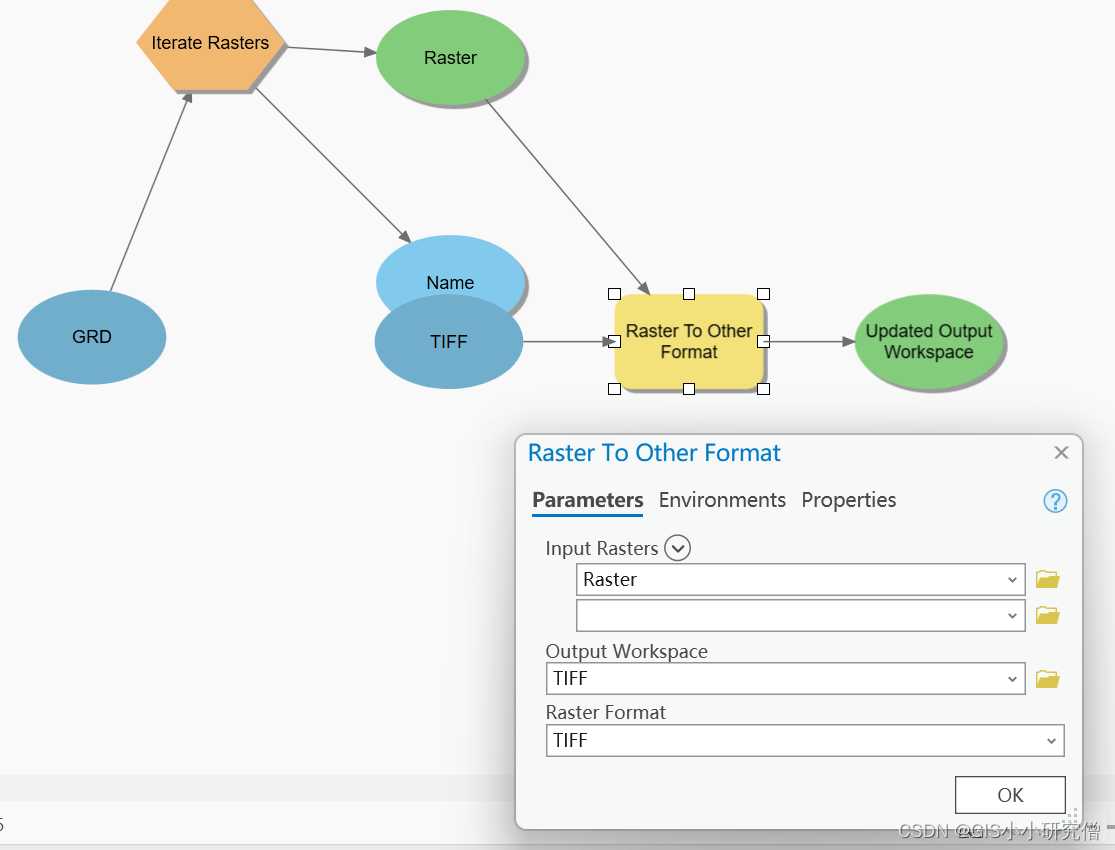 Iterate Rasters
Raster
Name
GRD
TIFF
Raster To Other
Format
Updated Output
Workspace
Raster To Other Format
Parameters Environments Properties
?
Input Rasters
Raster
Output Workspace
TIFF
Raster Format
TIFF
OK
CSDN @GIS小小研究僧